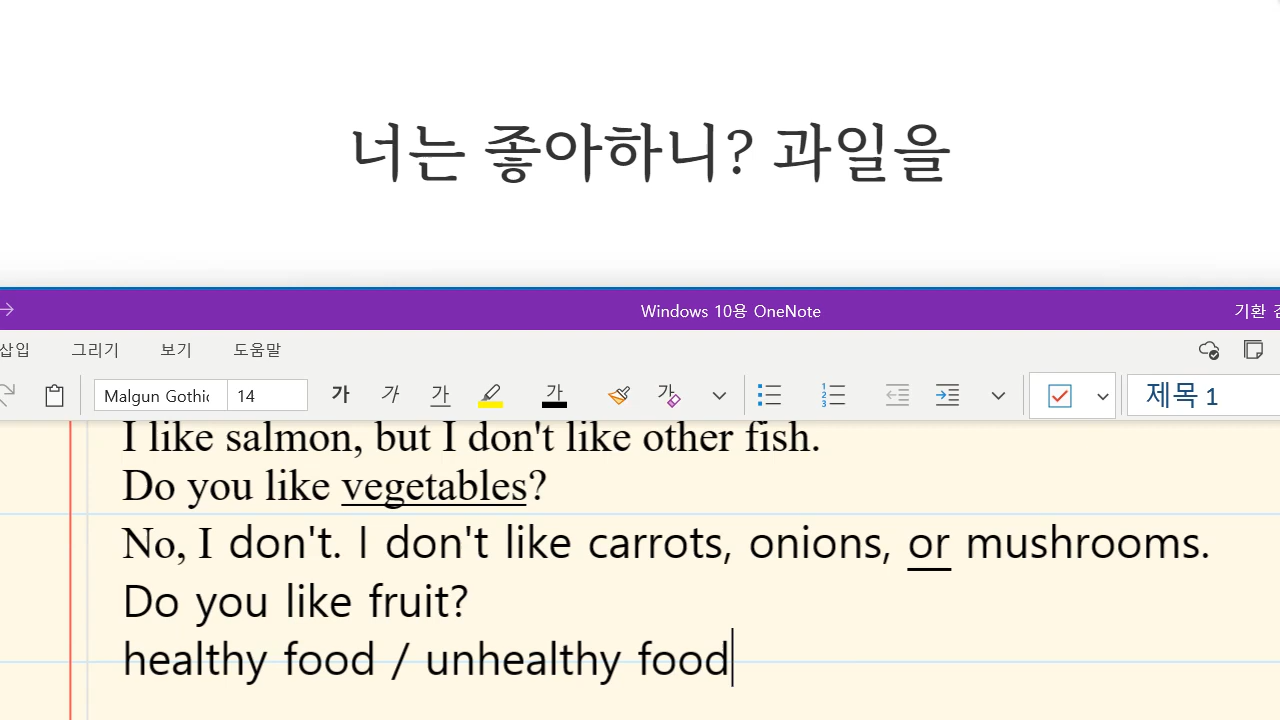 너는 좋아하니? 과일을
Windows 10용 OneNote
기환
삽입 그리기 보기 도움말
Malgun Gothic 14 가 가 가 가 가 제목 1
I like salmon, but I don't like other fish.
Do you like vegetables?
No, I don't. I don't like carrots, onions, or mushrooms.
Do you like fruit?
healthy food / unhealthy food